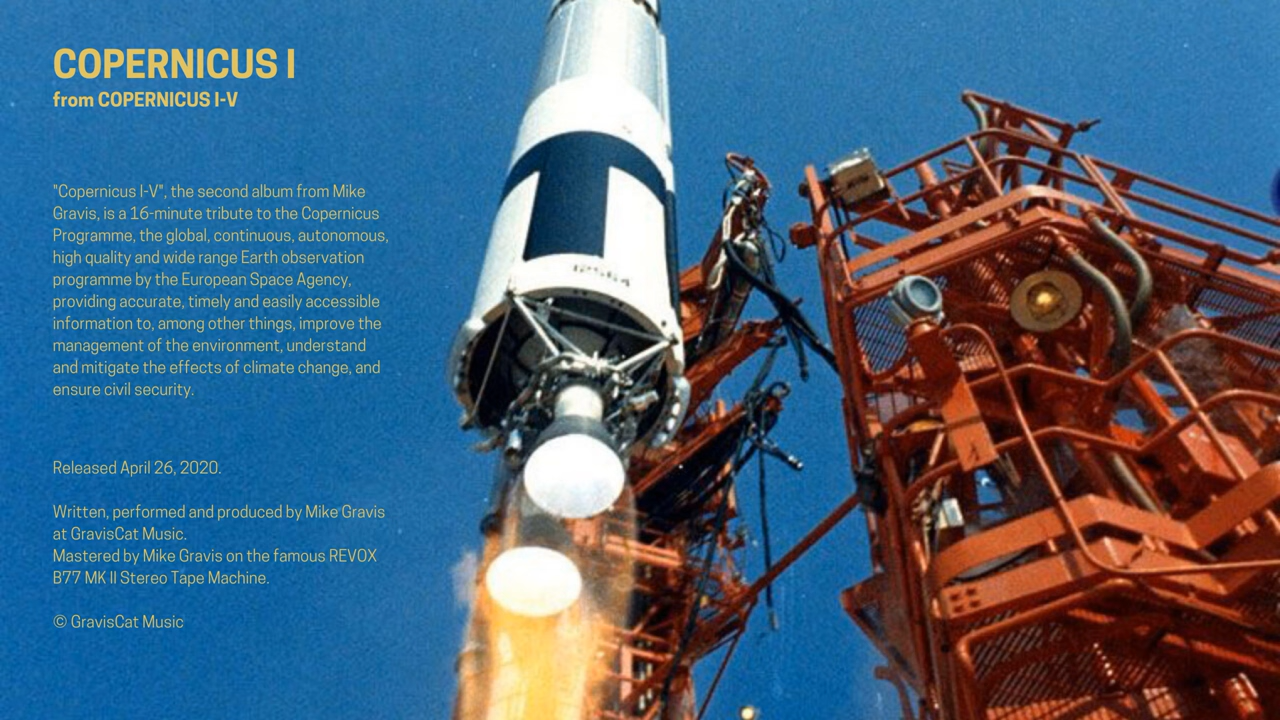 COPERNICUS I
from COPERNICUS I-V
"Copernicus I-V", the second album from Mike
Gravis, is a 16-minute tribute to the Copernicus
Programme, the global, continuous, autonomous,
high quality and wide range Earth observation
programme by the European Space Agency,
providing accurate, timely and easily accessible
information to, among other things, improve the
management of the environment, understand
and mitigate the effects of climate change, and
ensure civil security.
Released April 26, 2020.
Written, performed and produced by Mike Gravis
at GravisCat Music.
Mastered by Mike Gravis on the famous REVOX
B77 MK II Stereo Tape Machine.
© GravisCat Music